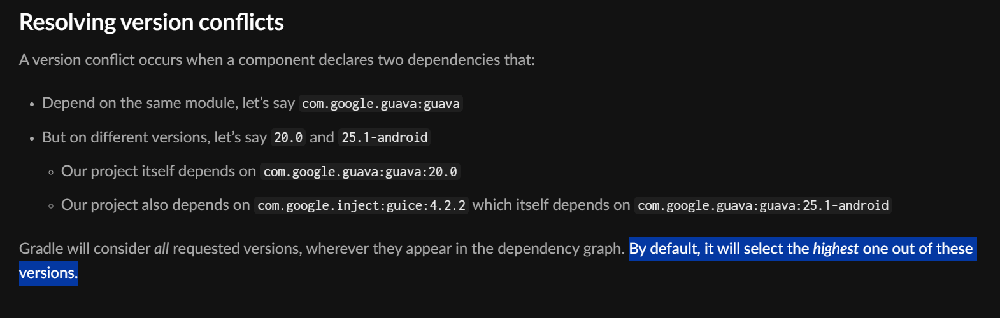 Resolving version conflicts
A version conflict occurs when a component declares two dependencies that:
• Depend on the same module, let’s say com.google.guava:guava
• But on different versions, let’s say 20.0 and 25.1-android
◦ Our project itself depends on com.google.guava:guava:20.0
◦ Our project also depends on com.google.inject:guice:4.2.2 which itself depends on com.google.guava:guava:25.1-android
Gradle will consider all requested versions, wherever they appear in the dependency graph. By default, it will select the highest one out of these
versions.